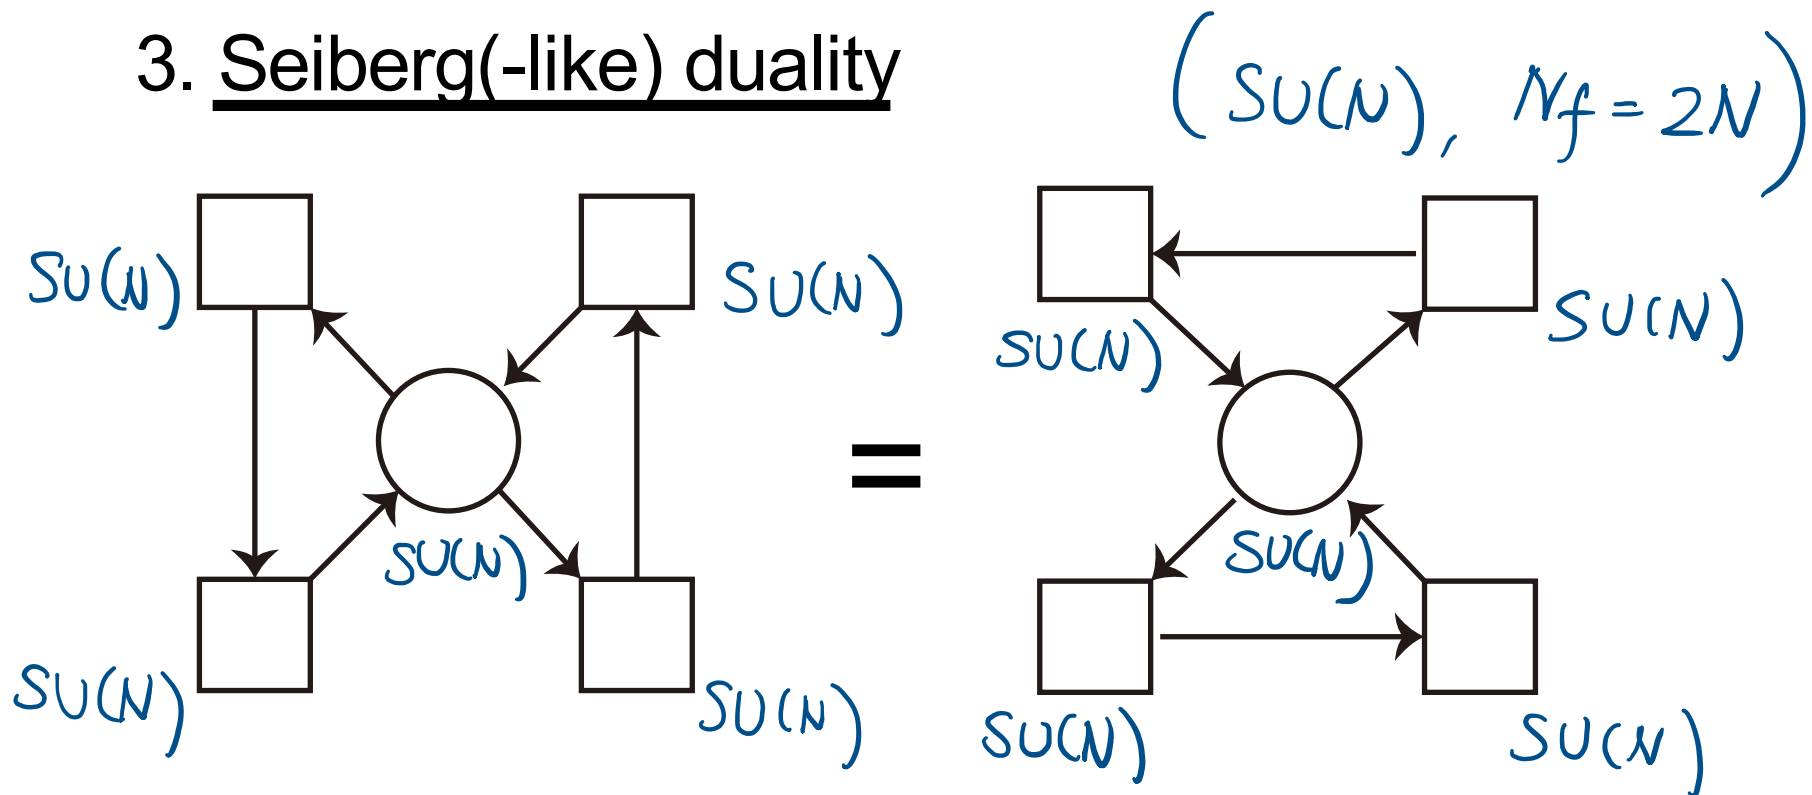 3. Seiberg(-like) duality
(SU(N), Nf = 2N)
SU(N)
SU(N)
SU(N)
SU(N)
SU(N)
=
SU(N)
SU(N)
SU(N)
SU(N)
SU(N)